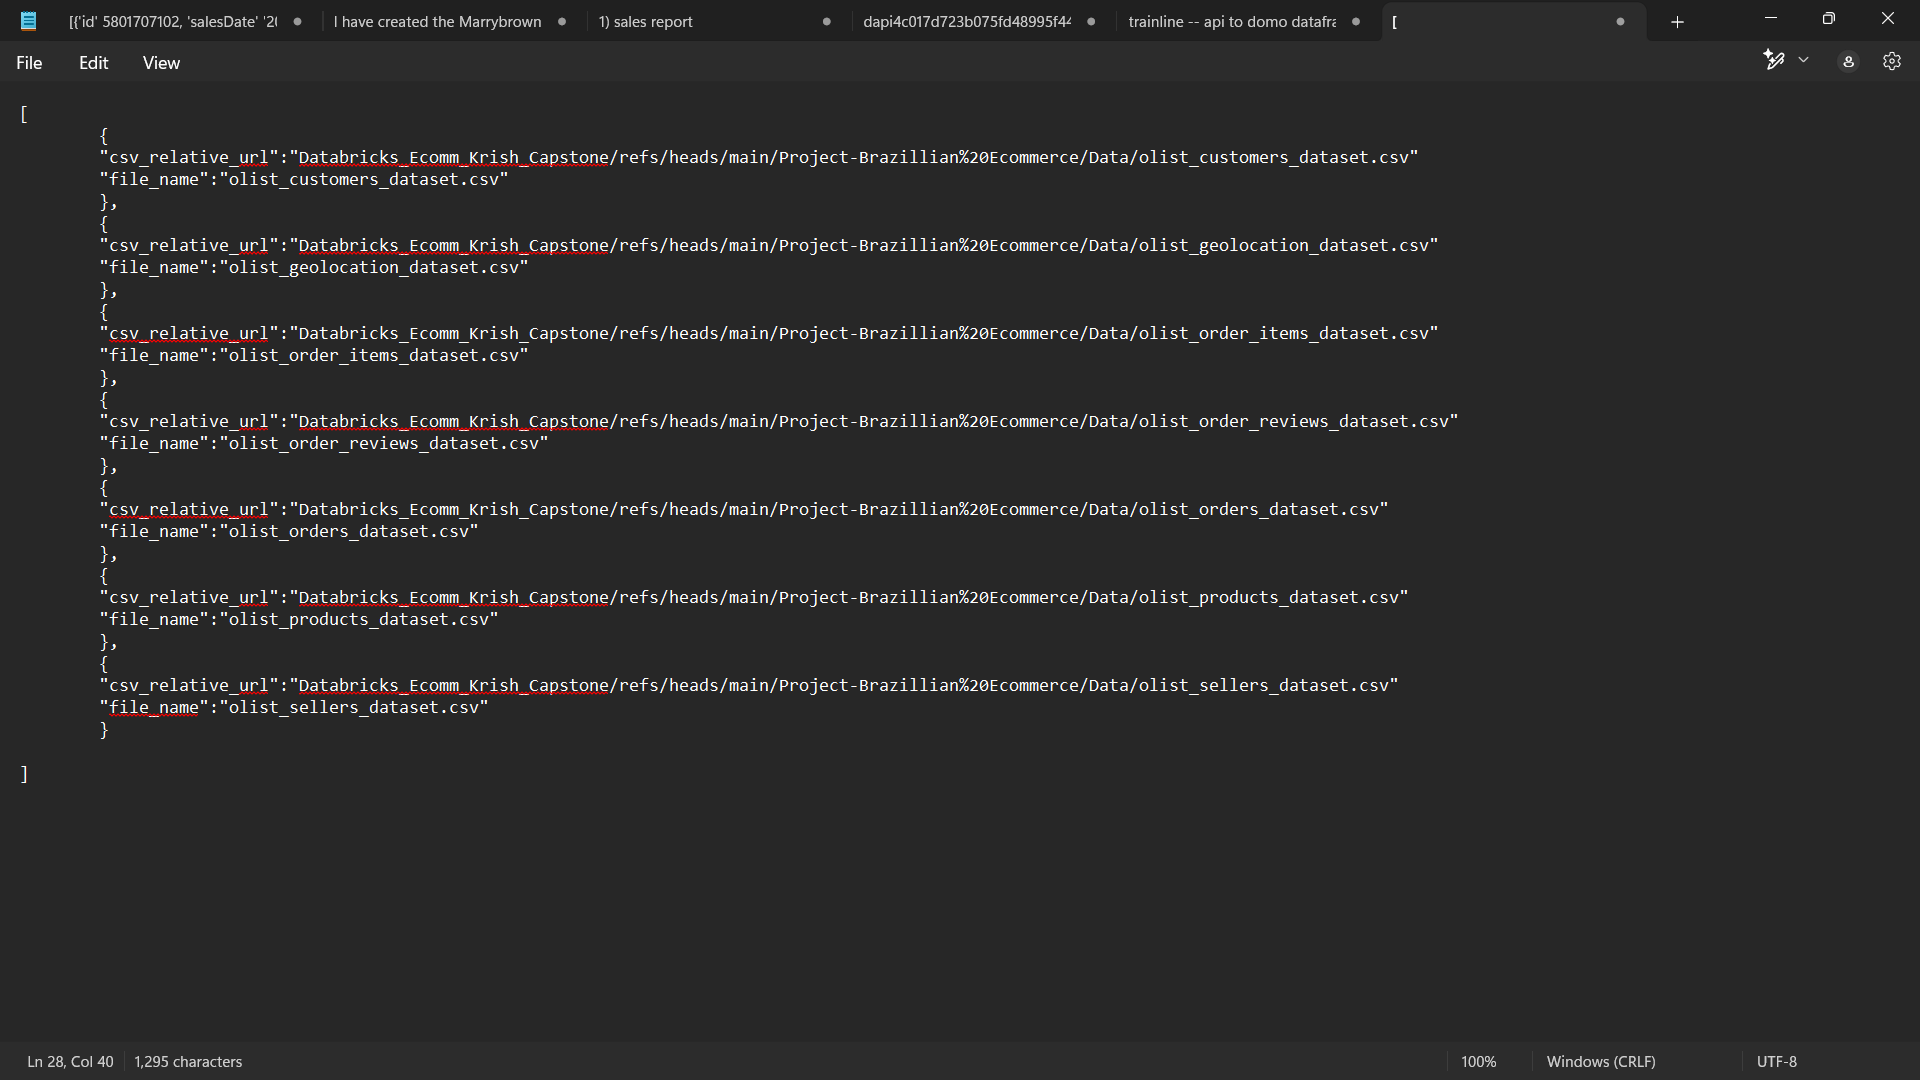 [{'id' 5801707102, 'salesDate' '20
I have created the Marrybrown
1) sales report
dapi4c017d723b075fd48995f44
trainline -- api to domo datafra
[
File
Edit
View
[
{
"csv_relative_url":"Databricks_Ecomm_Krish_Capstone/refs/heads/main/Project-Brazillian%20Ecommerce/Data/olist_customers_dataset.csv"
"file_name":"olist_customers_dataset.csv"
},
{
"csv_relative_url":"Databricks_Ecomm_Krish_Capstone/refs/heads/main/Project-Brazillian%20Ecommerce/Data/olist_geolocation_dataset.csv"
"file_name":"olist_geolocation_dataset.csv"
},
{
"csv_relative_url":"Databricks_Ecomm_Krish_Capstone/refs/heads/main/Project-Brazillian%20Ecommerce/Data/olist_order_items_dataset.csv"
"file_name":"olist_order_items_dataset.csv"
},
{
"csv_relative_url":"Databricks_Ecomm_Krish_Capstone/refs/heads/main/Project-Brazillian%20Ecommerce/Data/olist_order_reviews_dataset.csv"
"file_name":"olist_order_reviews_dataset.csv"
},
{
"csv_relative_url":"Databricks_Ecomm_Krish_Capstone/refs/heads/main/Project-Brazillian%20Ecommerce/Data/olist_orders_dataset.csv"
"file_name":"olist_orders_dataset.csv"
},
{
"csv_relative_url":"Databricks_Ecomm_Krish_Capstone/refs/heads/main/Project-Brazillian%20Ecommerce/Data/olist_products_dataset.csv"
"file_name":"olist_products_dataset.csv"
},
{
"csv_relative_url":"Databricks_Ecomm_Krish_Capstone/refs/heads/main/Project-Brazillian%20Ecommerce/Data/olist_sellers_dataset.csv"
"file_name":"olist_sellers_dataset.csv"
}
]
Ln 28, Col 40
1,295 characters
100%
Windows (CRLF)
UTF-8